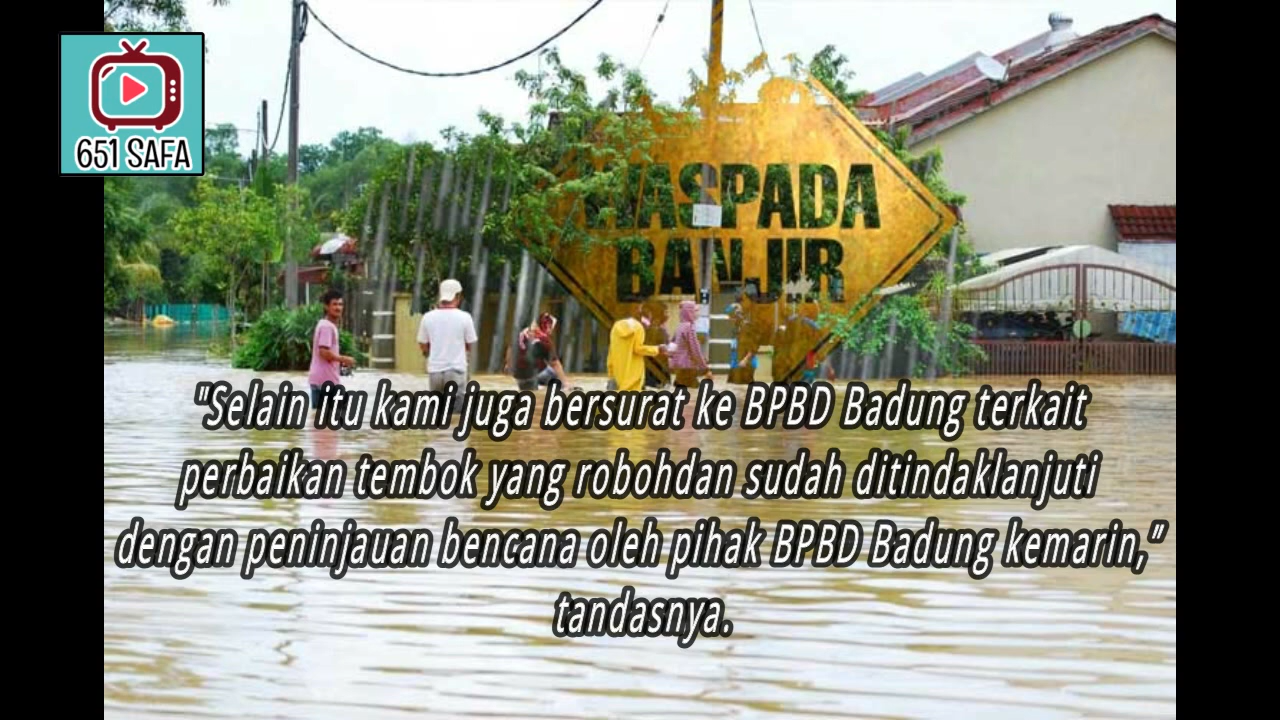 651 SAFA
WASPADA
BANJIR
"Selain itu kami juga bersurat ke BPBD Badung terkait
perbaikan tembok yang robohdan sudah ditindaklanjuti
dengan peninjauan bencana oleh pihak BPBD Badung kemarin,”
tandasnya.